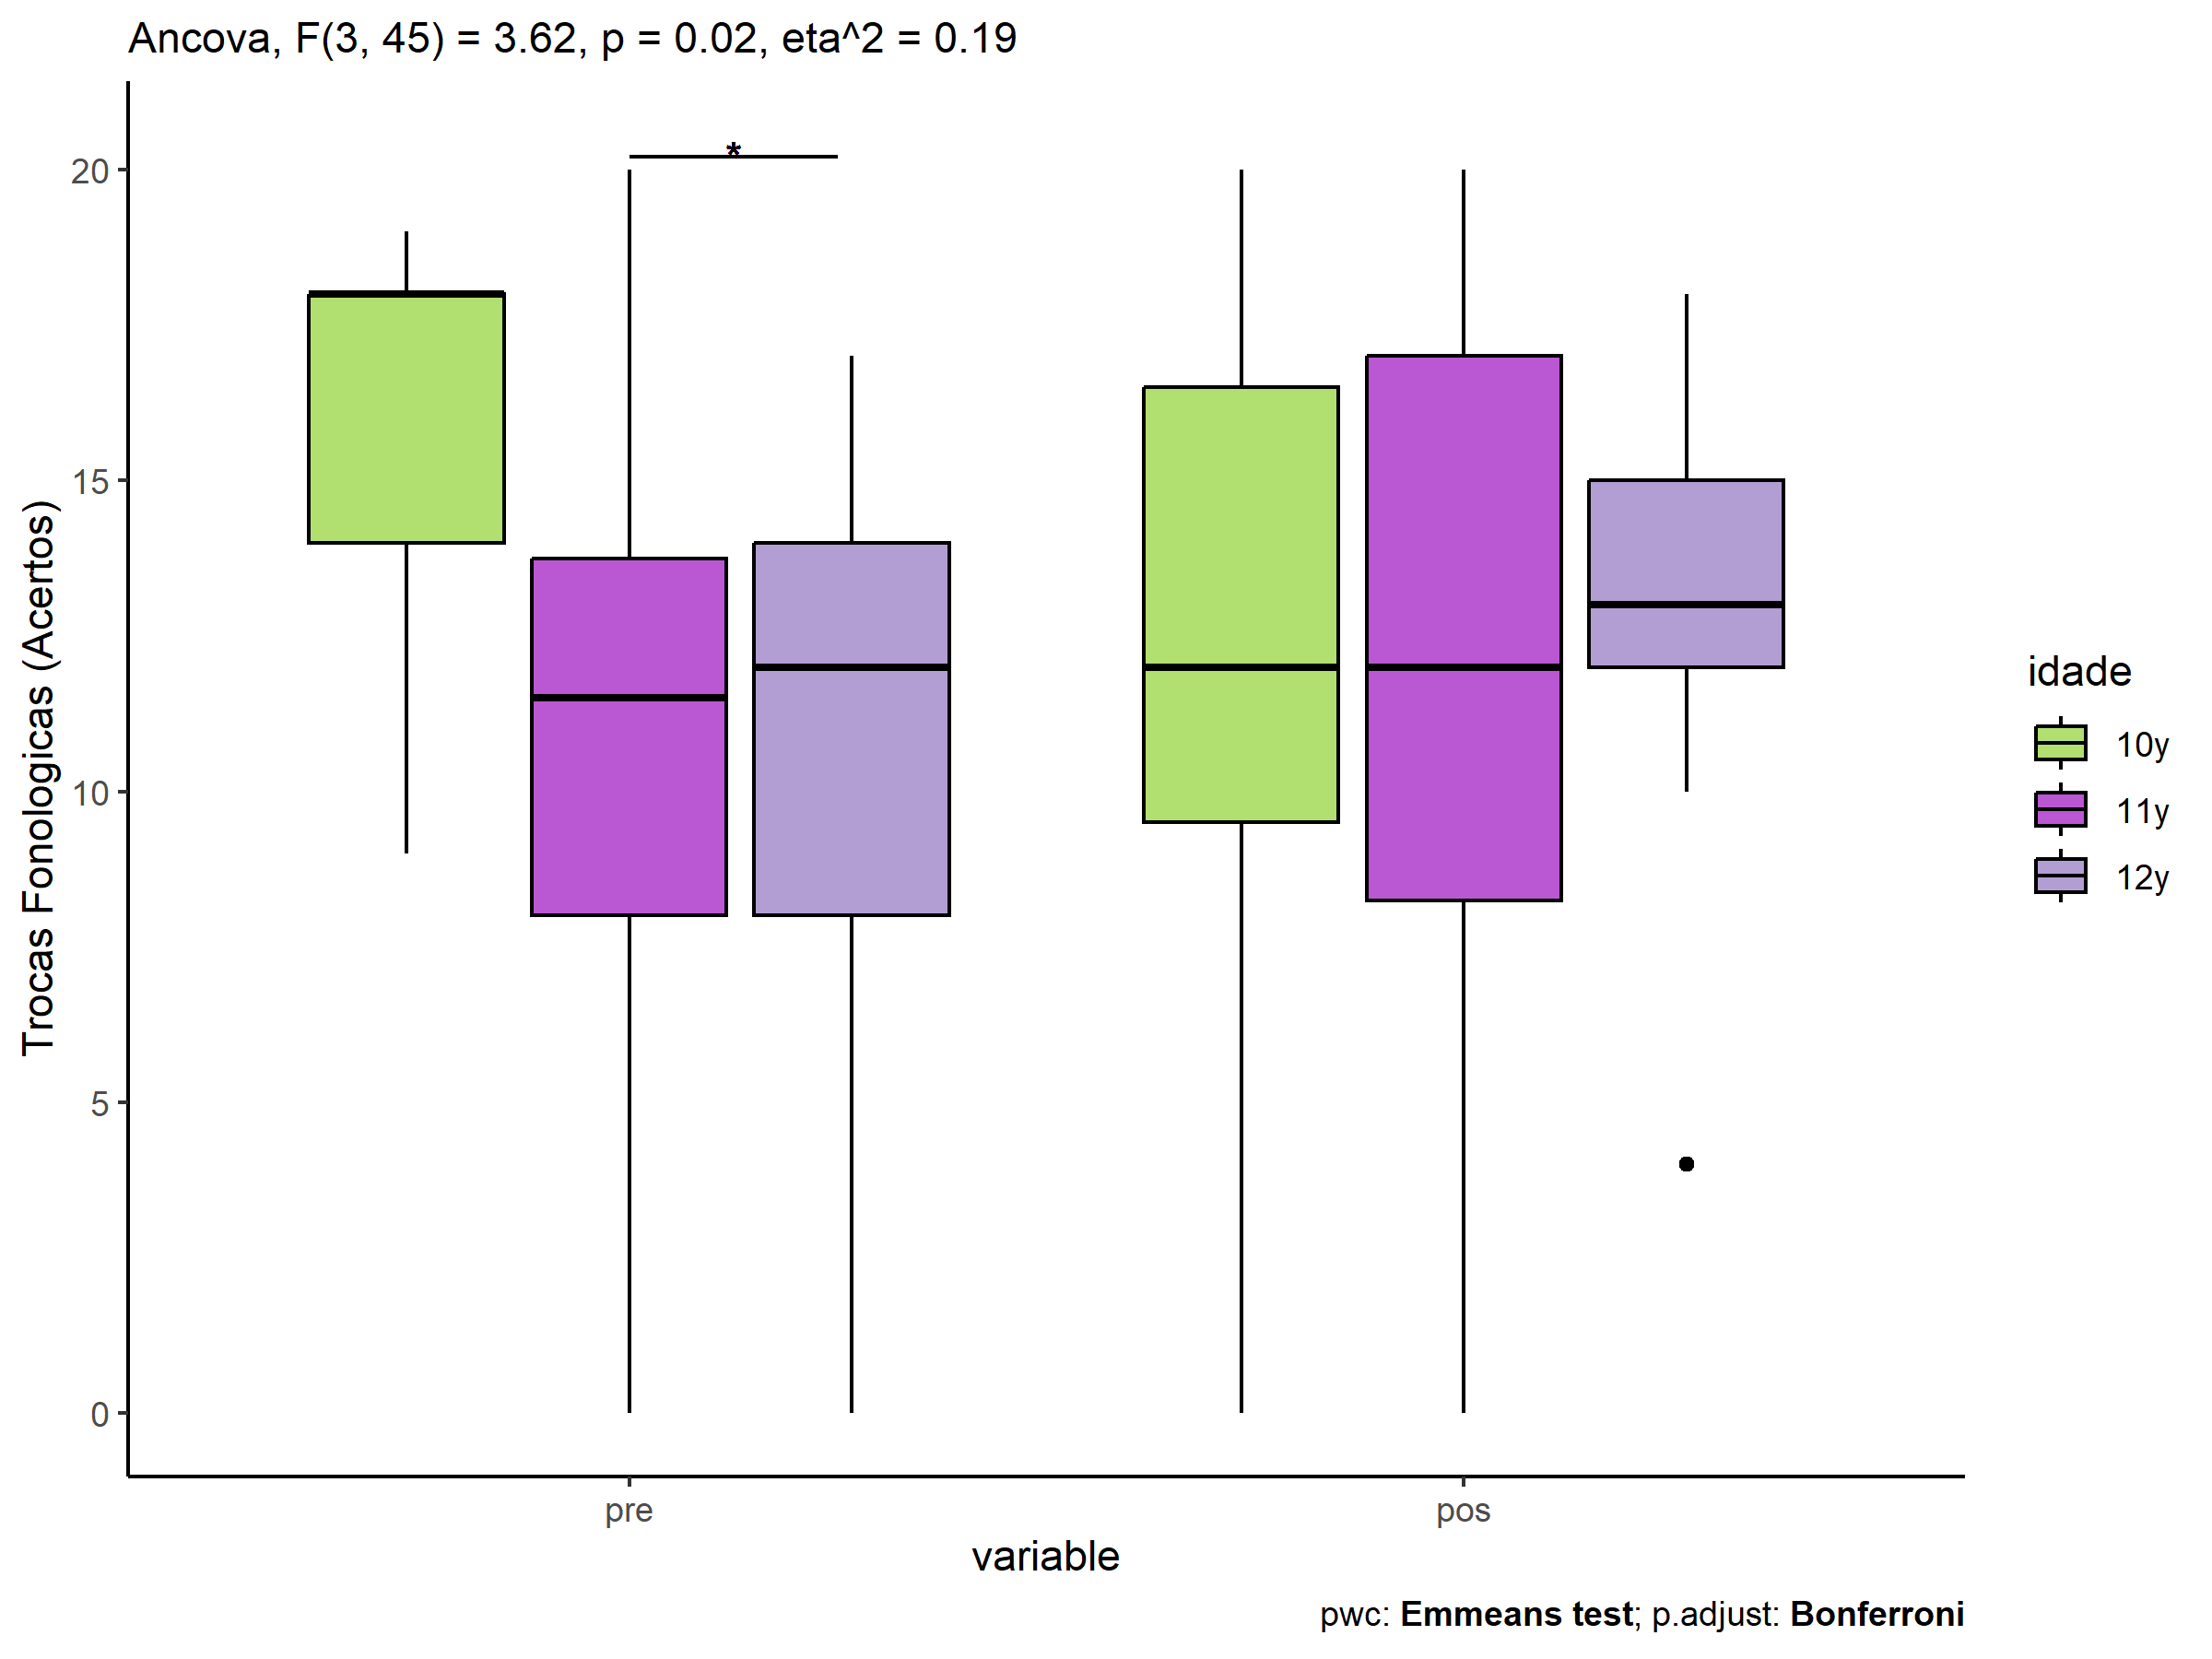 Ancova, F(3, 45) = 3.62, p = 0.02, eta^2 = 0.19
*
20
15
10
5
0
Trocas Fonologicas (Acertos)
pre
pos
variable
idade
10y
11y
12y
pwc: Emmeans test; p.adjust: Bonferroni